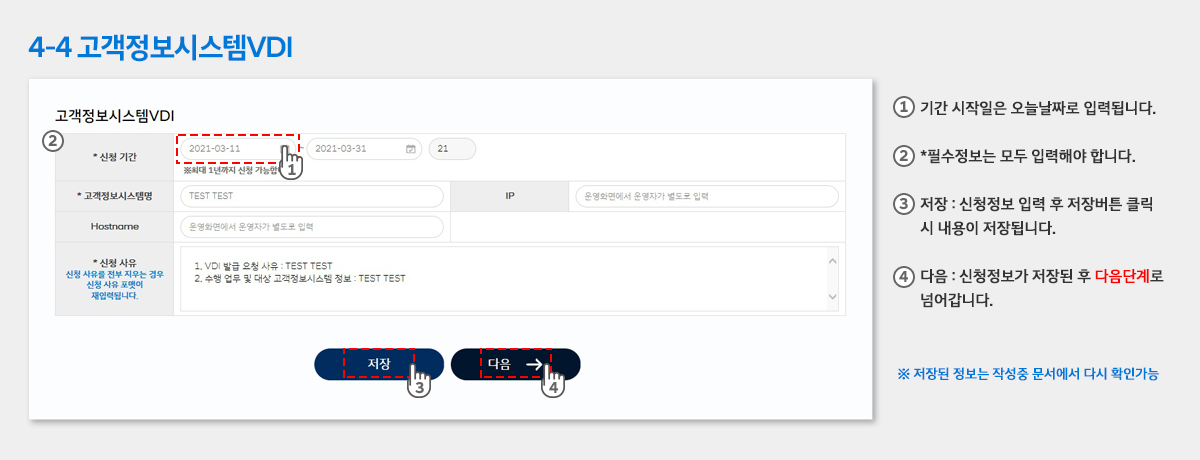 4-4 고객정보시스템VDI
고객정보시스템VDI
②
* 신청 기간
2021-03-11
-
2021-03-31
21
①
※최대 1년까지 신청 가능합
* 고객정보시스템명
TEST TEST
IP
운영화면에서 운영자가 별도로 입력
Hostname
운영화면에서 운영자가 별도로 입력
* 신청 사유
신청 사유를 전부 지우는 경우
신청 사유 포맷이
재입력됩니다.
1. VDI 발급 요청 사유 : TEST TEST
2. 수행 업무 및 대상 고객정보시스템 정보 : TEST TEST
저장
③
다음 →
④
① 기간 시작일은 오늘날짜로 입력됩니다.
② *필수정보는 모두 입력해야 합니다.
③ 저장 : 신청정보 입력 후 저장버튼 클릭
시 내용이 저장됩니다.
④ 다음 : 신청정보가 저장된 후 다음단계로
넘어갑니다.
※ 저장된 정보는 작성중 문서에서 다시 확인가능